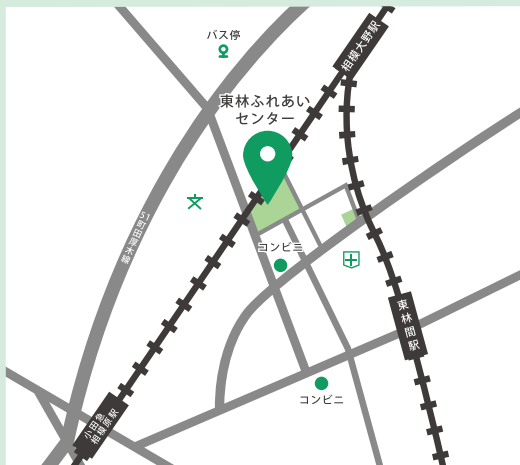 バス停
相模大野駅
東林ふれあい
センター
51
町田厚木線
コンビニ
東林間駅
コンビニ
小田急
相模原駅